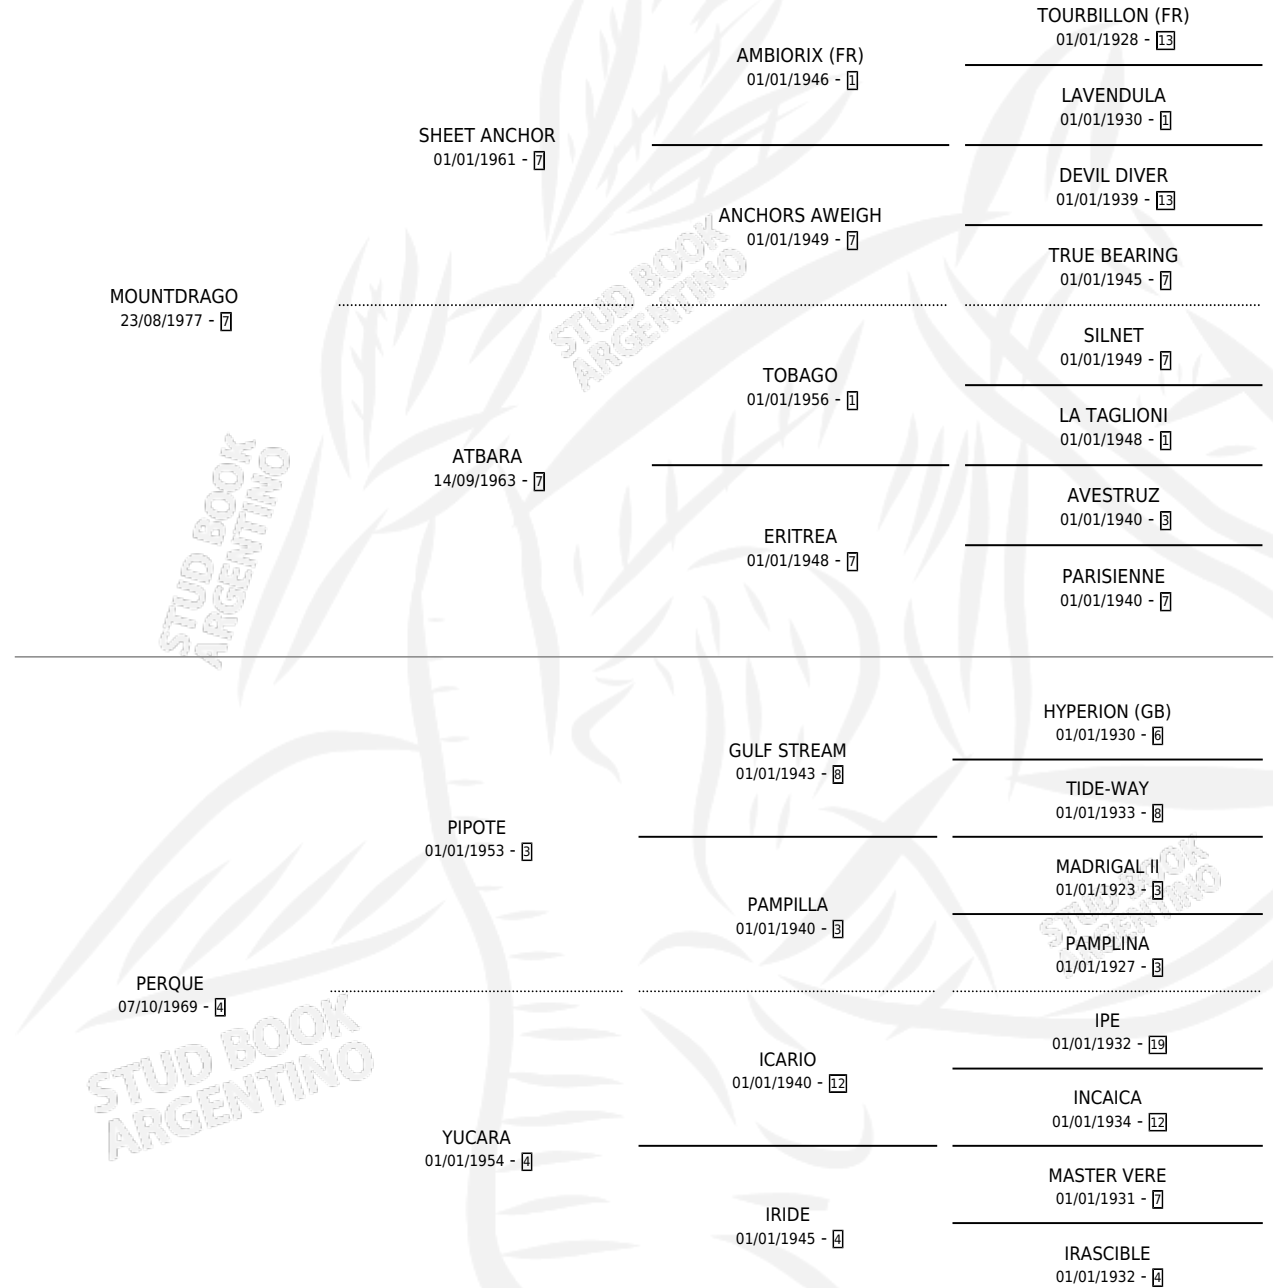 TOURBILLON (FR)
01/01/1928 - 13
AMBIORIX (FR)
01/01/1946 - 1
LAVENDULA
01/01/1930 - 1
SHEET ANCHOR
01/01/1961 - 7
DEVIL DIVER
01/01/1939 - 13
ANCHORS AWEIGH
01/01/1949 - 7
TRUE BEARING
01/01/1945 - 7
MOUNTDRAGO
23/08/1977 - 7
SILNET
01/01/1949 - 7
TOBAGO
01/01/1956 - 1
LA TAGLIONI
01/01/1948 - 1
ATBARA
14/09/1963 - 7
AVESTRUZ
01/01/1940 - 3
ERITREA
01/01/1948 - 7
PARISIENNE
01/01/1940 - 7
HYPERION (GB)
01/01/1930 - 6
GULF STREAM
01/01/1943 - 8
TIDE-WAY
01/01/1933 - 8
PIPOTE
01/01/1953 - 3
MADRIGAL II
01/01/1923 - 3
PAMPILLA
01/01/1940 - 3
PAMPLINA
01/01/1927 - 3
PERQUE
07/10/1969 - 4
IPE
01/01/1932 - 19
ICARIO
01/01/1940 - 12
INCAICA
01/01/1934 - 12
YUCARA
01/01/1954 - 4
MASTER VERE
01/01/1931 - 7
IRIDE
01/01/1945 - 4
IRASCIBLE
01/01/1932 - 4
STUD BOOK
ARGENTINO
STUD BOOK
ARGENTINO
STUD BOOK
ARGENTINO
STUD BOOK
ARGENTINO